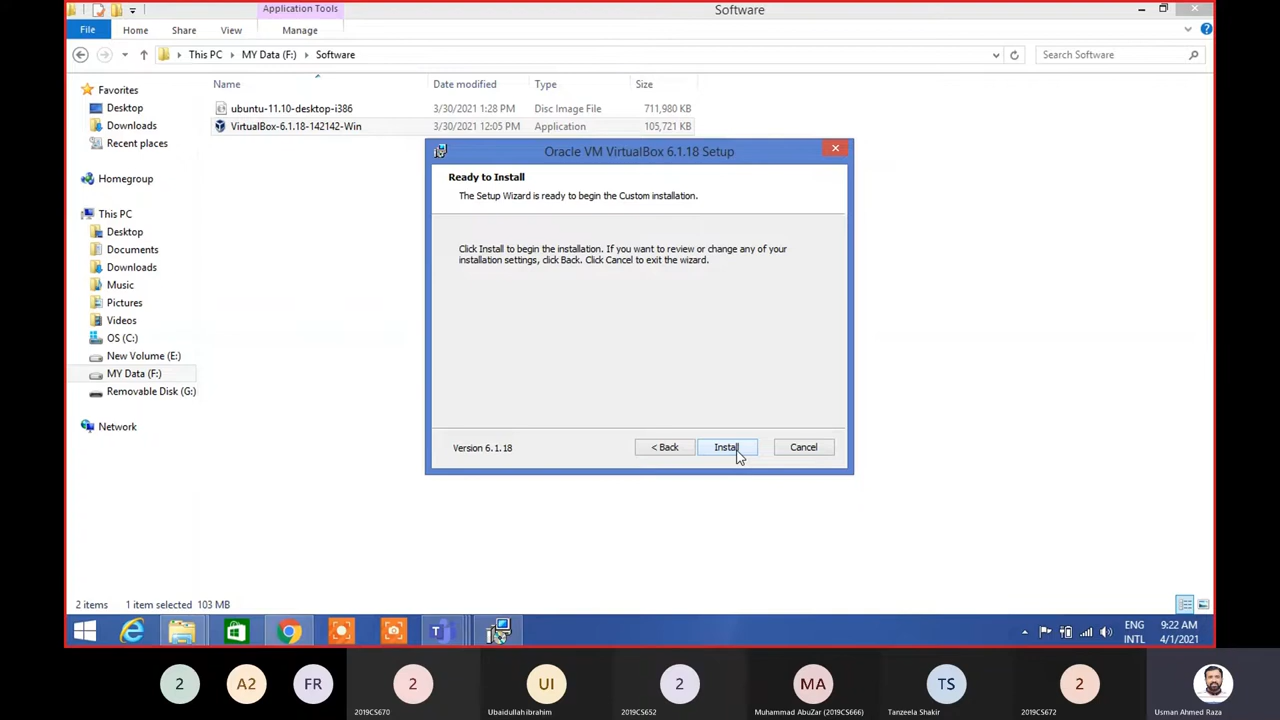 Application Tools
Software
File
Home
Share
View
Manage
This PC
MY Data (F:)
Software
Search Software
Name
Date modified
Type
Size
Favorites
Desktop
Downloads
Recent places
Homegroup
This PC
Desktop
Documents
Downloads
Music
Pictures
Videos
OS (C:)
New Volume (E:)
MY Data (F:)
Removable Disk (G:)
Network
ubuntu-11.10-desktop-i386
3/30/2021 1:28 PM
Disc Image File
711,980 KB
VirtualBox-6.1.18-142142-Win
3/30/2021 12:05 PM
Application
105,721 KB
Oracle VM VirtualBox 6.1.18 Setup
Ready to Install
The Setup Wizard is ready to begin the Custom installation.
Click Install to begin the installation. If you want to review or change any of your
installation settings, click Back. Click Cancel to exit the wizard.
Version 6.1.18
< Back
Install
Cancel
2 items
1 item selected 103 MB
ENG
INTL
9:22 AM
4/1/2021
2
A2
FR
2
2019CS670
UI
Ubaidullah ibrahim
2
2019CS652
MA
Muhammad AbuZar (2019CS666)
TS
Tanzeela Shakir
2
2019CS672
Usman Ahmed Raza